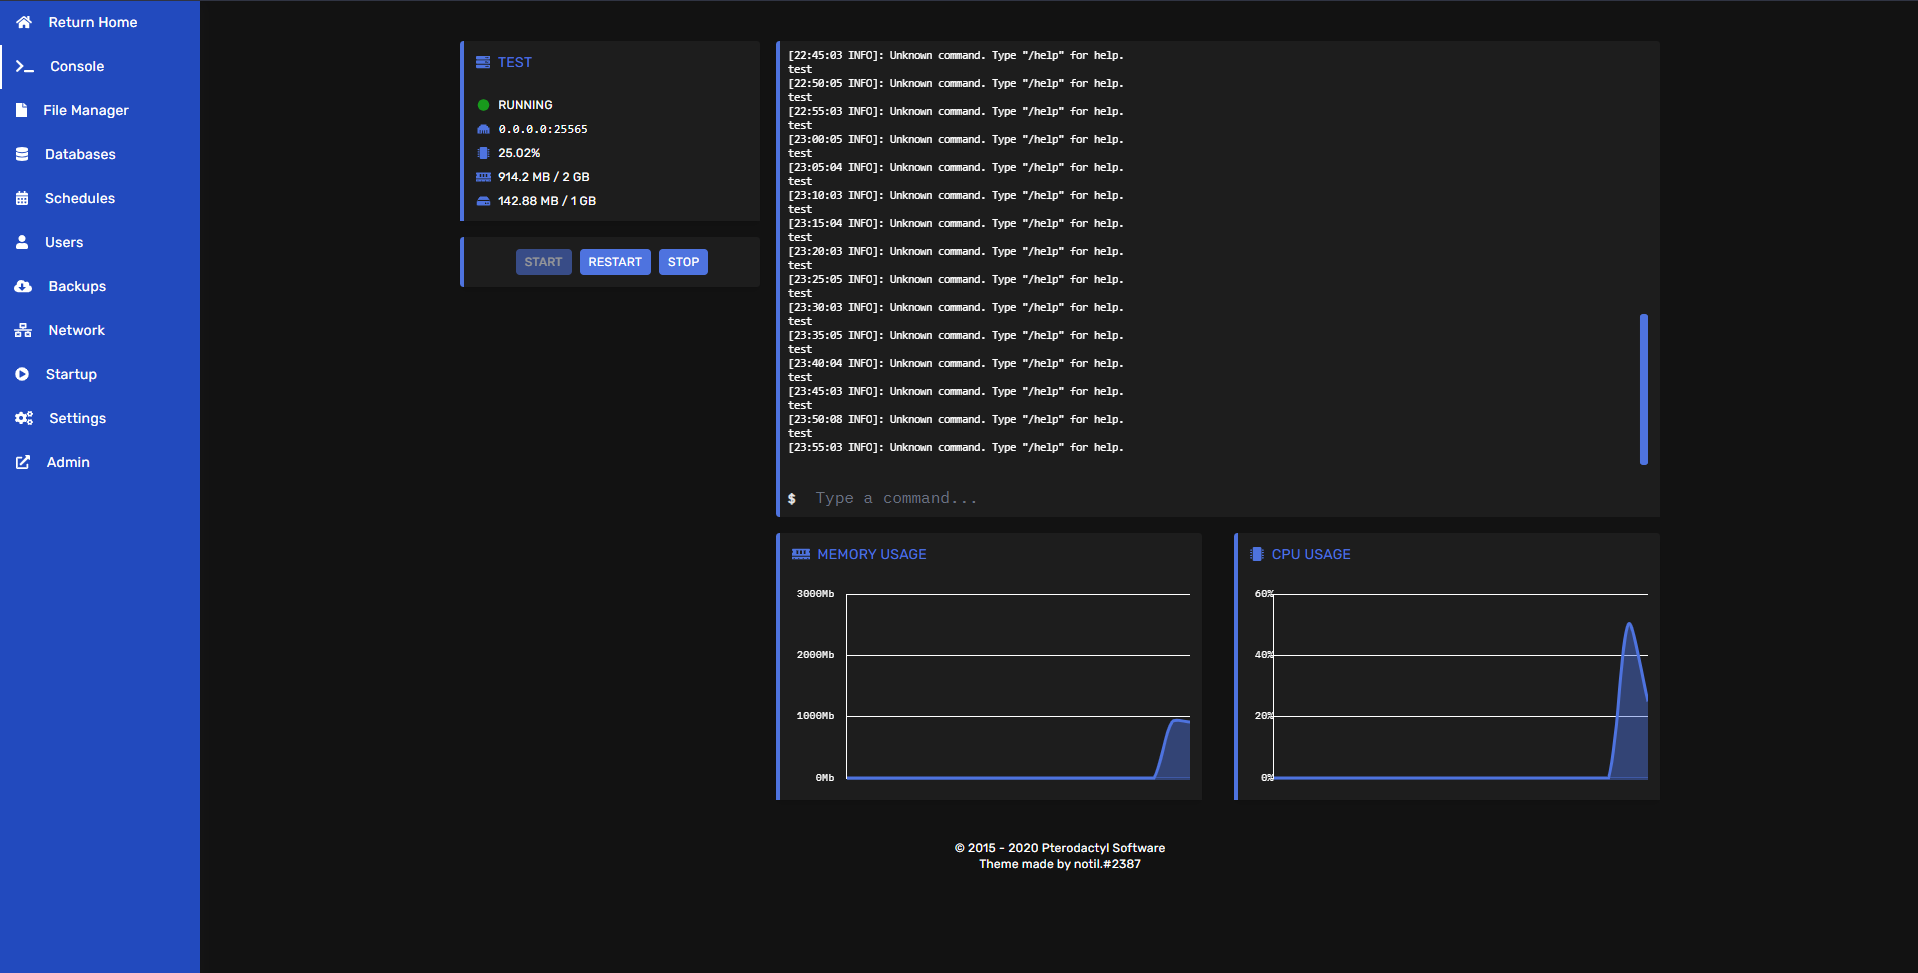 Return Home
Console
File Manager
Databases
Schedules
Users
Backups
Network
Startup
Settings
Admin
TEST
RUNNING
0.0.0.0:25565
25.02%
914.2 MB / 2 GB
142.88 MB / 1 GB
START RESTART STOP
[22:45:03 INFO]: Unknown command. Type "/help" for help.
test
[22:50:05 INFO]: Unknown command. Type "/help" for help.
test
[22:55:03 INFO]: Unknown command. Type "/help" for help.
test
[23:00:05 INFO]: Unknown command. Type "/help" for help.
test
[23:05:04 INFO]: Unknown command. Type "/help" for help.
test
[23:10:03 INFO]: Unknown command. Type "/help" for help.
test
[23:15:04 INFO]: Unknown command. Type "/help" for help.
test
[23:20:03 INFO]: Unknown command. Type "/help" for help.
test
[23:25:05 INFO]: Unknown command. Type "/help" for help.
test
[23:30:03 INFO]: Unknown command. Type "/help" for help.
test
[23:35:05 INFO]: Unknown command. Type "/help" for help.
test
[23:40:04 INFO]: Unknown command. Type "/help" for help.
test
[23:45:03 INFO]: Unknown command. Type "/help" for help.
test
[23:50:08 INFO]: Unknown command. Type "/help" for help.
test
[23:55:03 INFO]: Unknown command. Type "/help" for help.
$ Type a command...
MEMORY USAGE
3000Mb
2000Mb
1000Mb
0Mb
CPU USAGE
60%
40%
20%
0%
© 2015 - 2020 Pterodactyl Software
Theme made by notil.#2387